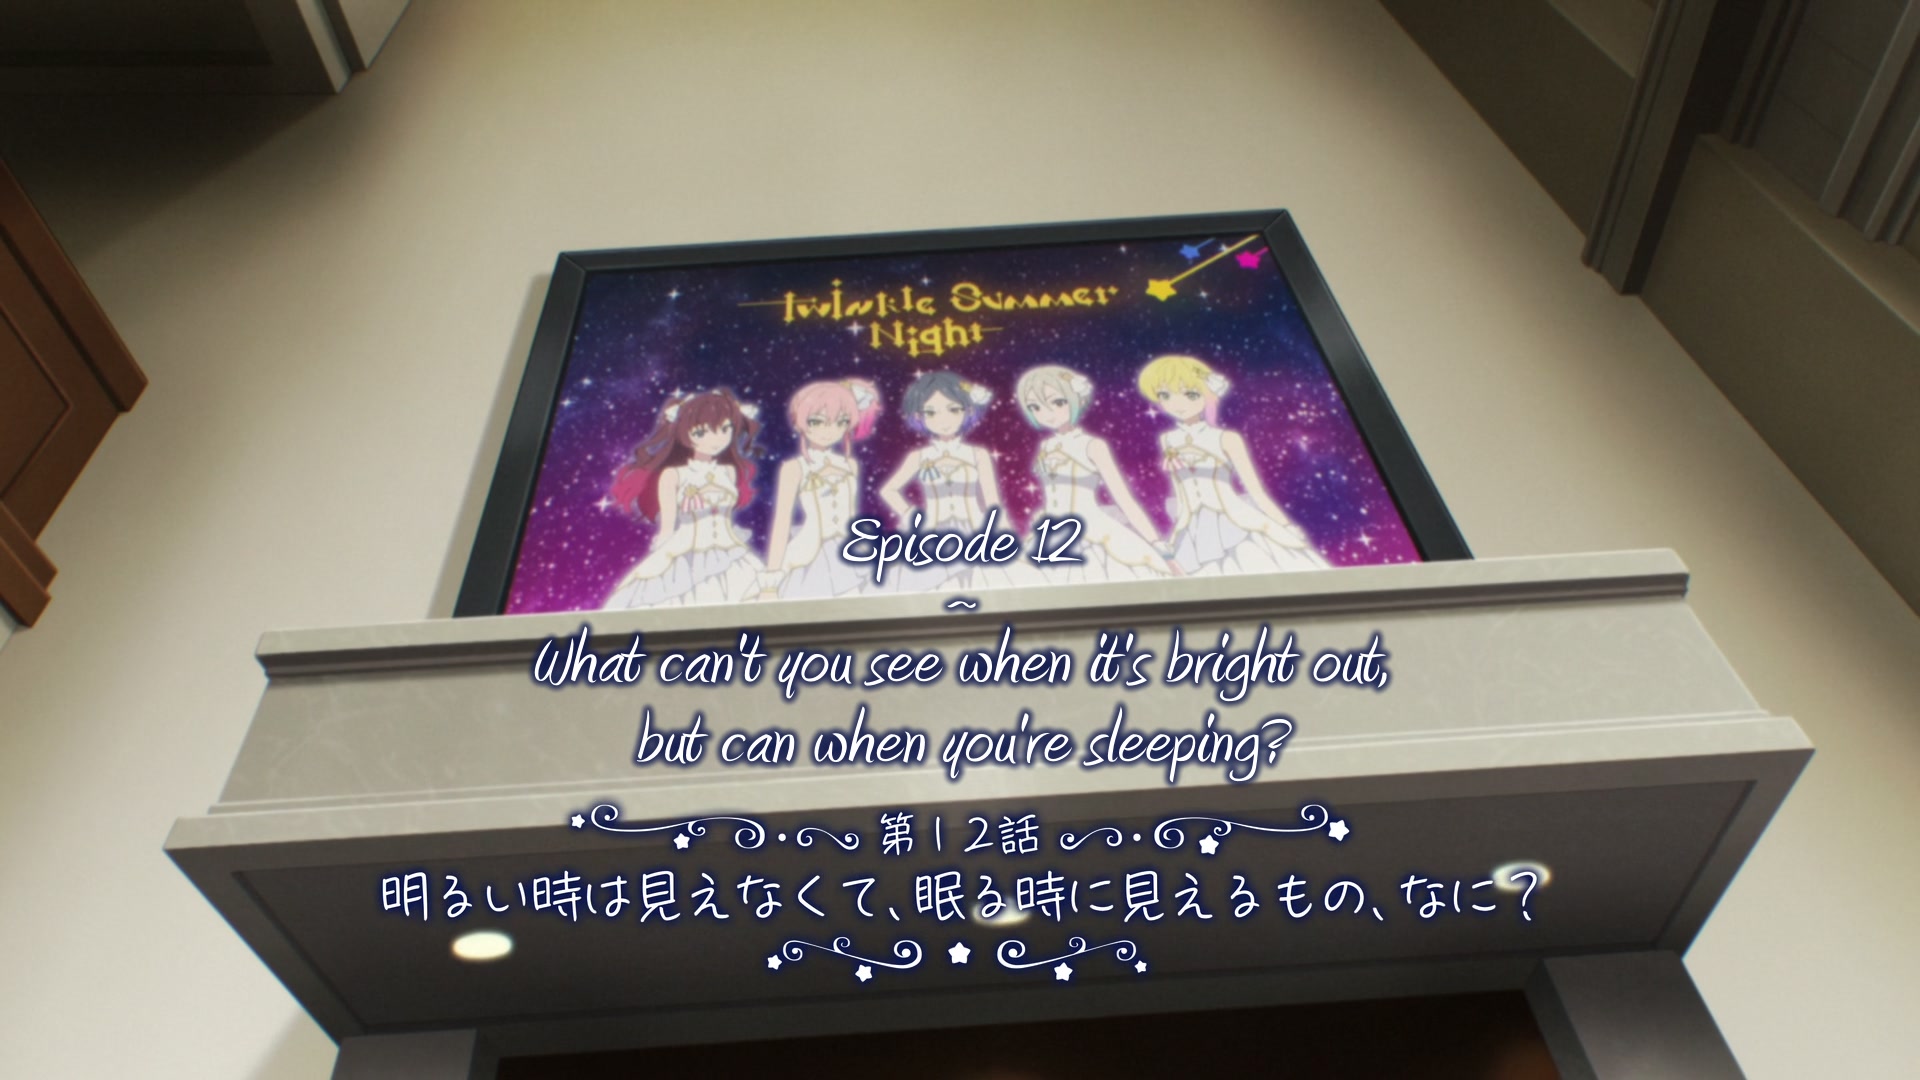 Twinkle Summer
Night
Episode 12
~
What can't you see when it's bright out,
but can when you're sleeping?
第12話
明るい時は見えなくて、眠る時に見えるもの、なに？